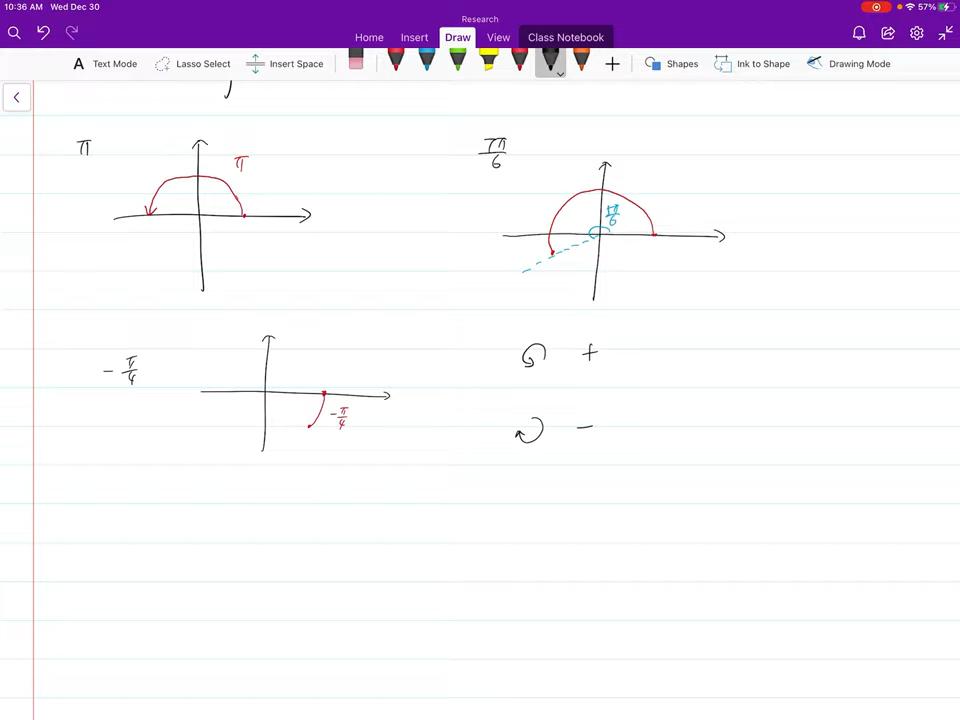 10:36 AM Wed Dec 30
57%
Research
Home Insert Draw View Class Notebook
Text Mode Lasso Select Insert Space Shapes Ink to Shape Drawing Mode
π
π
7π/6
7π/6
- π/4
-π/4
+
-